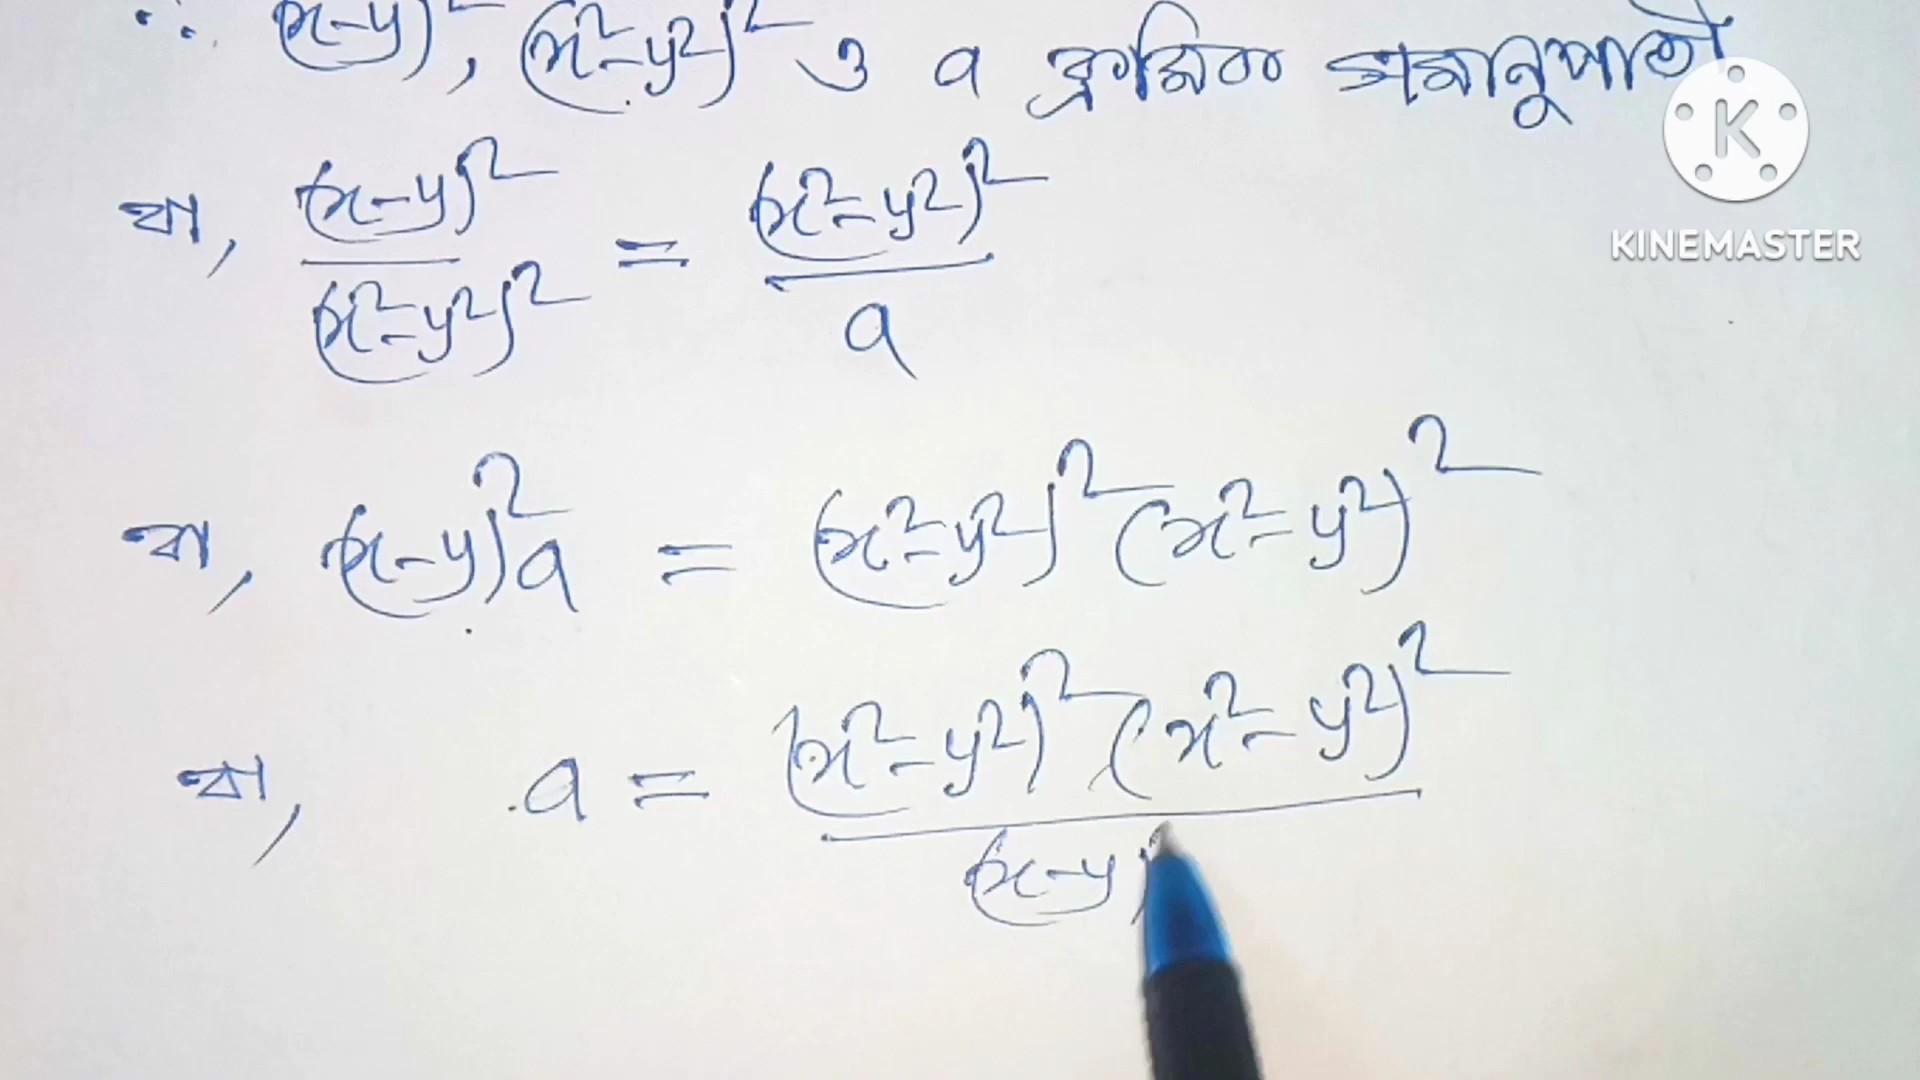 ∴ (x-y)², (x²-y²)² ও a ক্রমিক সমানুপাতী
বা, (x-y)²/(x²-y²)² = (x²-y²)²/a
বা, (x-y)²a = (x²-y²)²(x²-y²)²
বা, a = (x²-y²)²(x²-y²)²/(x-y)
KINEMASTER